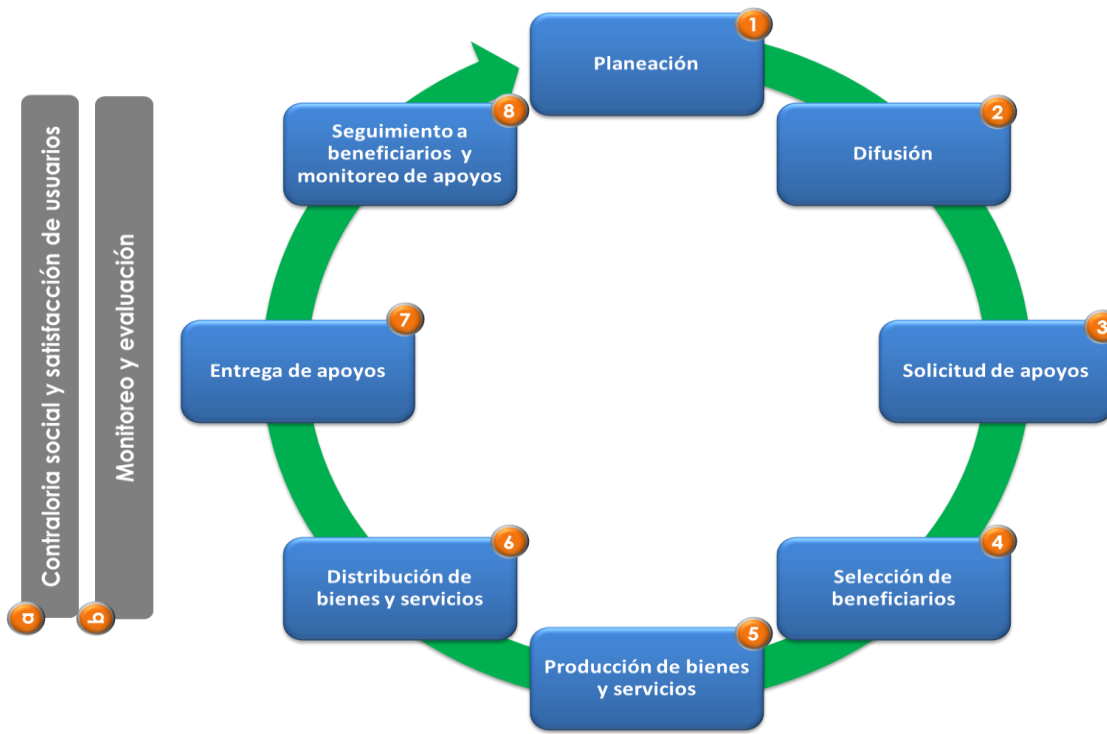 1
Planeación
2
Difusión
3
Solicitud de apoyos
4
Selección de
beneficiarios
5
Producción de bienes
y servicios
6
Distribución de
bienes y servicios
7
Entrega de apoyos
8
Seguimiento a
beneficiarios y
monitoreo de apoyos
a
Contraloria social y satisfacción de usuarios
b
Monitoreo y evaluación